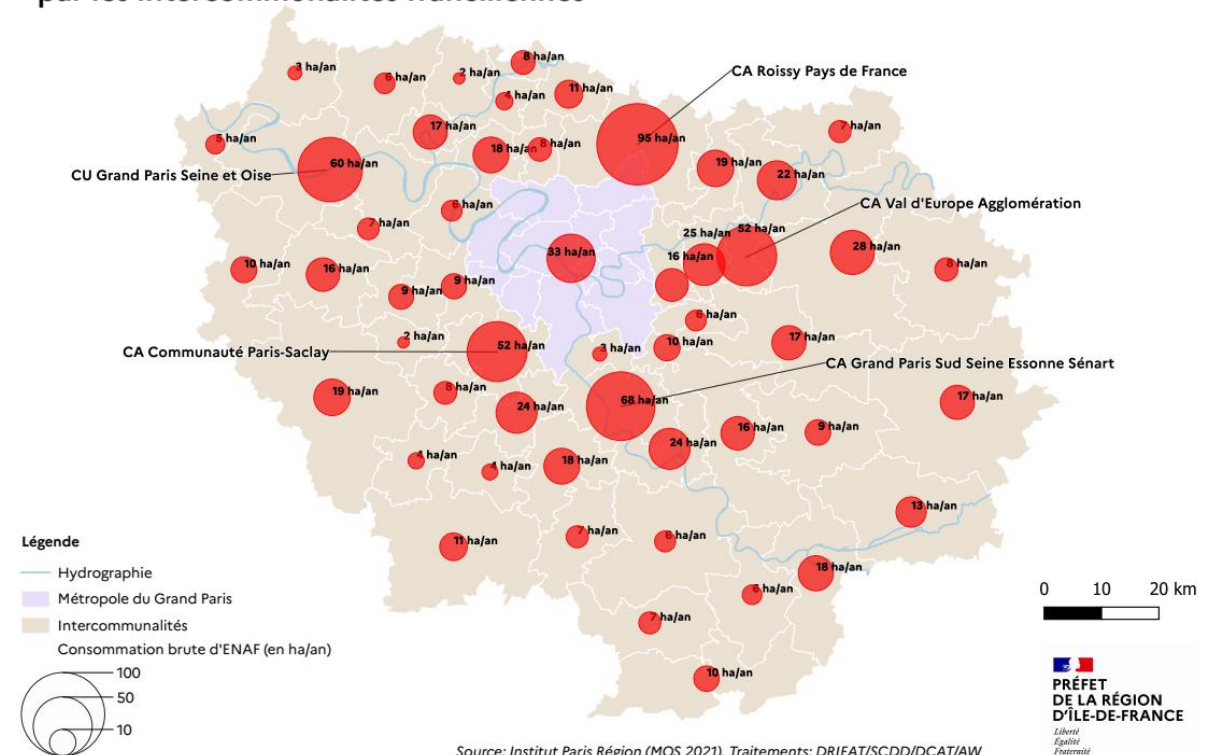 par les intercommunalités franciliennes
8 ha/an
3 ha/an
6 ha/an
2 ha/an
4 ha/an
11 ha/an
CA Roissy Pays de France
17 ha/an
7 ha/an
5 ha/an
95 ha/an
18 ha/an
8 ha/an
60 ha/an
19 ha/an
22 ha/an
CU Grand Paris Seine et Oise
6 ha/an
CA Val d'Europe Agglomération
7 ha/an
25 ha/an
52 ha/an
33 ha/an
16 ha/an
28 ha/an
10 ha/an
16 ha/an
8 ha/an
9 ha/an
9 ha/an
6 ha/an
2 ha/an
52 ha/an
3 ha/an
10 ha/an
17 ha/an
CA Communauté Paris-Saclay
CA Grand Paris Sud Seine Essonne Sénart
19 ha/an
8 ha/an
24 ha/an
68 ha/an
17 ha/an
24 ha/an
16 ha/an
9 ha/an
4 ha/an
4 ha/an
18 ha/an
13 ha/an
11 ha/an
7 ha/an
6 ha/an
18 ha/an
6 ha/an
7 ha/an
10 ha/an
Légende
Hydrographie
Métropole du Grand Paris
Intercommunalités
Consommation brute d'ENAF (en ha/an)
100
50
10
0 10 20 km
PRÉFET
DE LA RÉGION
D'ÎLE-DE-FRANCE
Liberté
Égalité
Fraternité
Source: Institut Paris Région (MOS 2021). Traitements: DRIEAT/SCDD/DCAT/AW